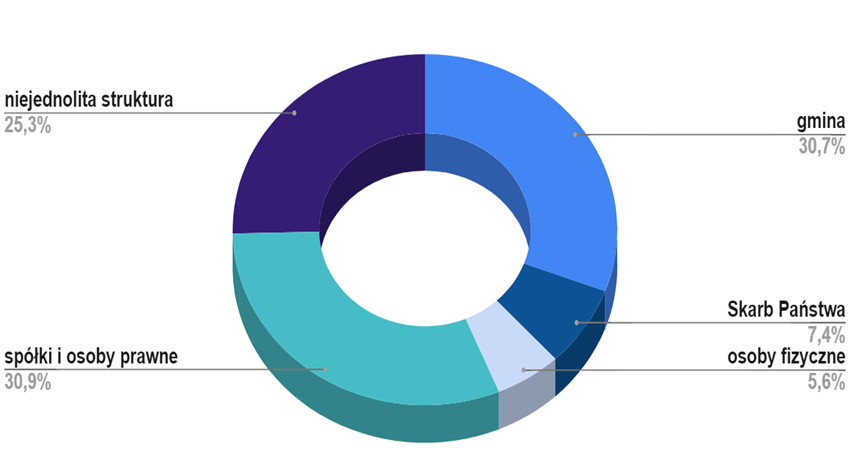 niejednolita struktura
25,3%
gmina
30,7%
Skarb Państwa
7,4%
spółki i osoby prawne
30,9%
osoby fizyczne
5,6%